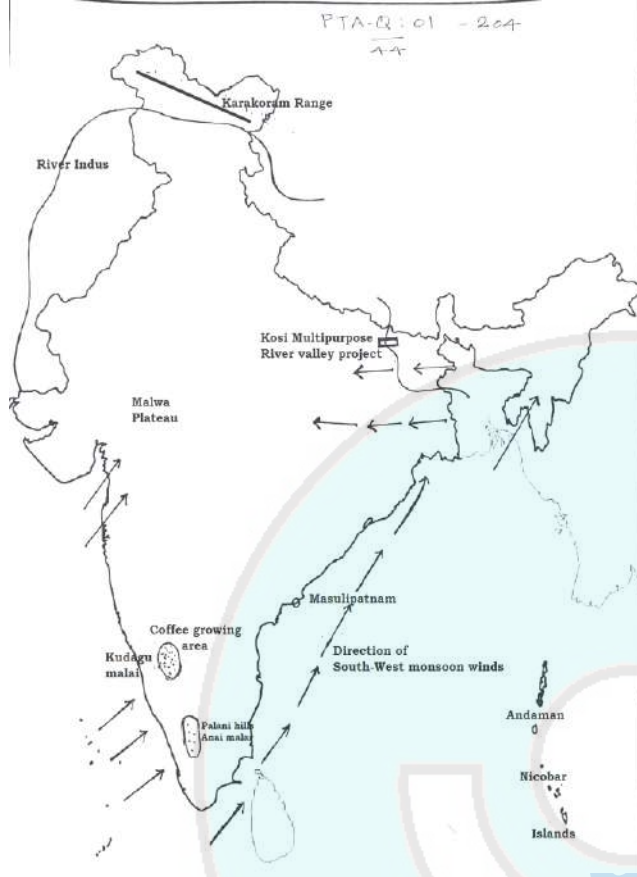 PTA-Q: 01 - 204
44
Karakoram Range
River Indus
Kosi Multipurpose
River valley project
Malwa
Plateau
Masulipatnam
Coffee growing
area
Kudagu
malai
Direction of
South-West monsoon winds
Palani hills
Anai malai
Andaman
Nicobar
Islands